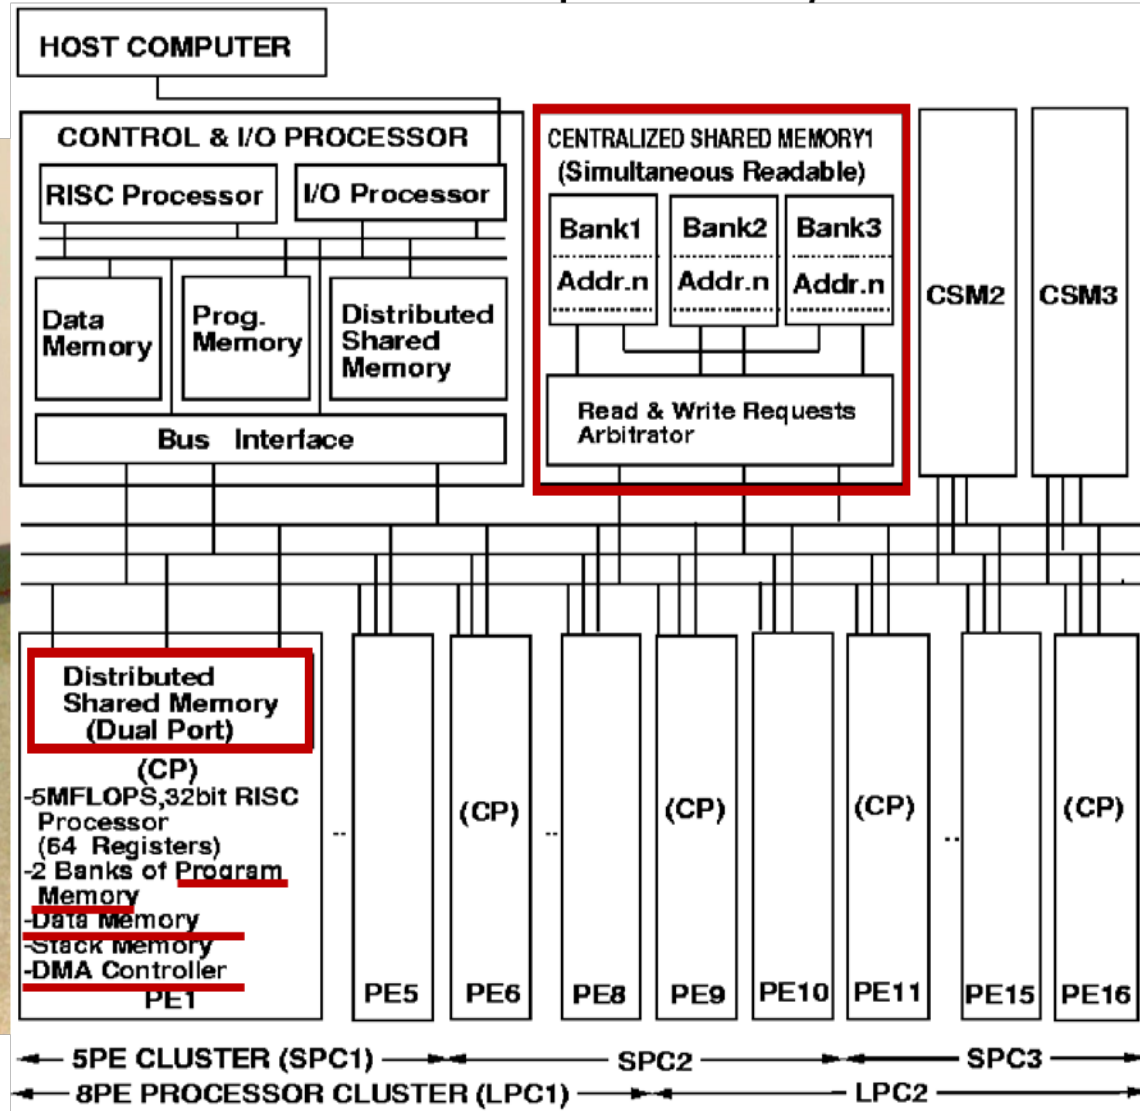 HOST COMPUTER
CONTROL & I/O PROCESSOR
RISC Processor
I/O Processor
Data
Memory
Prog.
Memory
Distributed
Shared
Memory
Bus Interface
CENTRALIZED SHARED MEMORY1
(Simultaneous Readable)
Bank1
Addr.n
Bank2
Addr.n
Bank3
Addr.n
Read & Write Requests
Arbitrator
CSM2
CSM3
Distributed
Shared Memory
(Dual Port)
(CP)
-5MFLOPS,32bit RISC
Processor
(64 Registers)
-2 Banks of Program
Memory
-Data Memory
-Stack Memory
-DMA Controller
PE1
..
PE5
(CP)
PE6
..
PE8
(CP)
PE9
PE10
(CP)
PE11
..
PE15
(CP)
PE16
5PE CLUSTER (SPC1)
SPC2
SPC3
8PE PROCESSOR CLUSTER (LPC1)
LPC2